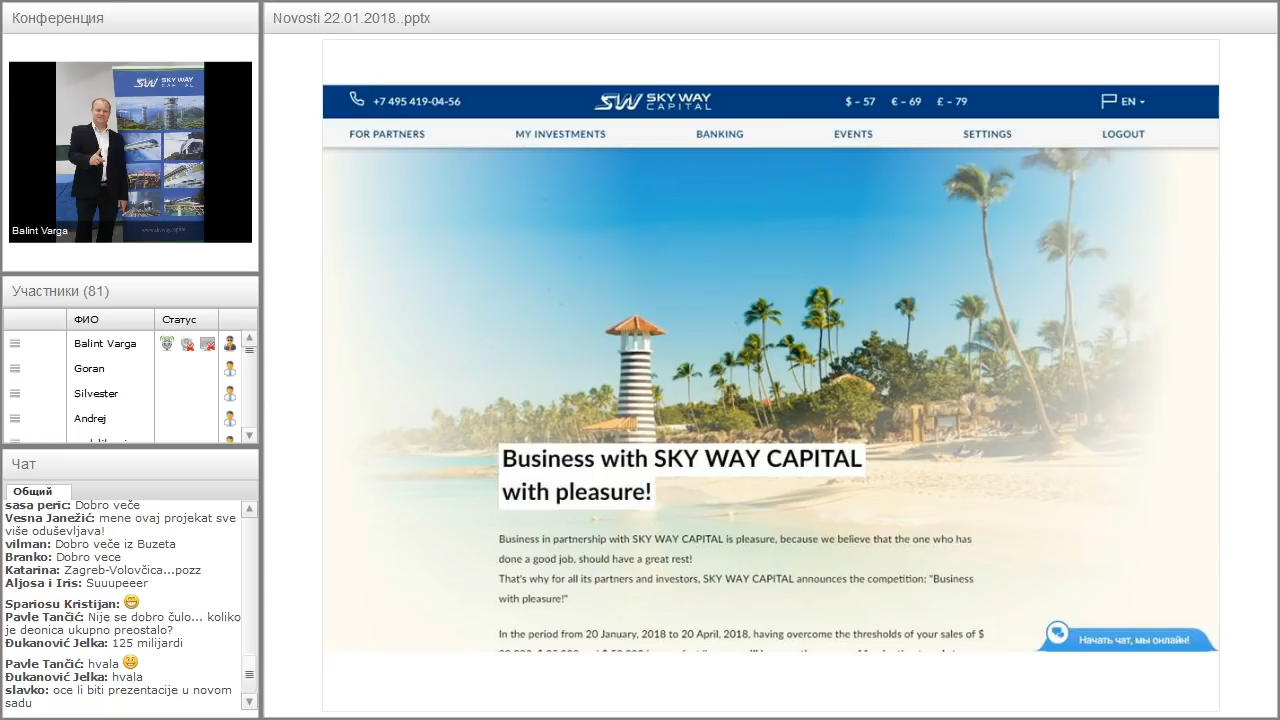 Конференция
SW SKY WAY
CAPITAL
Balint Varga
Участники (81)
ФИО
Статус
Balint Varga
Goran
Silvester
Andrej
Чат
Общий
sasa peric: Dobro veče
Vesna Janežić: mene ovaj projekat sve
više oduševljava!
vilman: Dobro veče iz Buzeta
Branko: Dobro vece
Katarina: Zagreb-Volovčica...pozz
Aljosa i Iris: Suuupeeer
Spariosu Kristijan:
Pavle Tančić: Nije se dobro čulo... koliko
je deonica ukupno preostalo?
Đukanović Jelka: 125 milijardi
Pavle Tančić: hvala
Đukanović Jelka: hvala
slavko: oce li biti prezentacije u novom
sadu
Novosti 22.01.2018..pptx
+7 495 419-04-56
SW SKY WAY
CAPITAL
$ – 57 € – 69 £ – 79
EN
FOR PARTNERS
MY INVESTMENTS
BANKING
EVENTS
SETTINGS
LOGOUT
Business with SKY WAY CAPITAL
with pleasure!
Business in partnership with SKY WAY CAPITAL is pleasure, because we believe that the one who has
done a good job, should have a great rest!
That's why for all its partners and investors, SKY WAY CAPITAL announces the competition: "Business
with pleasure!"
In the period from 20 January, 2018 to 20 April, 2018, having overcome the thresholds of your sales of $
Начать чат, мы онлайн!